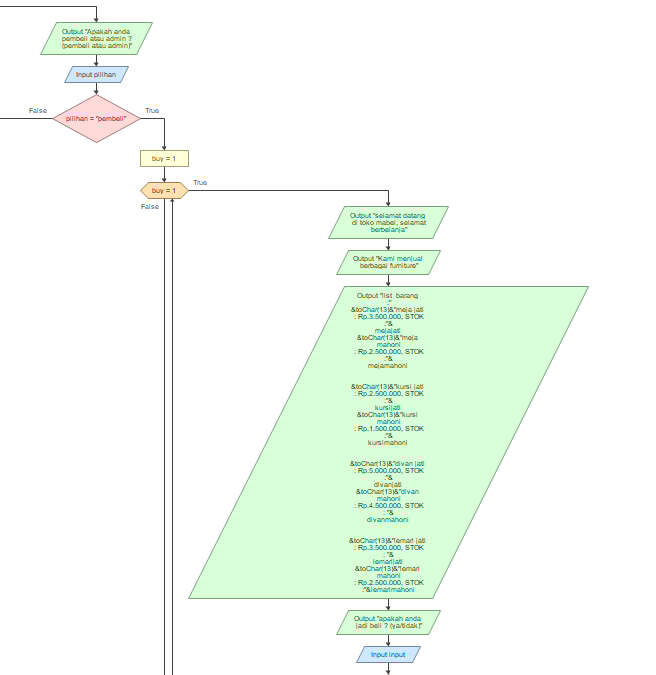 Output "Apakah anda
pembeli atau admin ?
(pembeli atau admin)"
Input pilihan
False
True
pilihan = "pembeli"
buy = 1
buy = 1
True
False
Output "selamat datang
di toko mabel, selamat
berbelanja"
Output "Kami menjual
berbagai furniture"
Output "list barang
:"
&toChar(13)&"meja jati
: Rp.3.500.000, STOK
:"&
mejajati
&toChar(13)&"meja
mahoni
: Rp.2.500.000, STOK
:"&
mejamahoni
&toChar(13)&"kursi jati
: Rp.2.500.000, STOK
:"&
kursijati
&toChar(13)&"kursi
mahoni
: Rp.1.500.000, STOK
:"&
kursimahoni
&toChar(13)&"divan jati
: Rp.5.000.000, STOK
:"&
divanjati
&toChar(13)&"divan
mahoni
: Rp.4.500.000, STOK
: "&
divanmahoni
&toChar(13)&"lemari jati
: Rp.3.500.000, STOK
: "&
lemarijati
&toChar(13)&"lemari
mahoni
: Rp.2.500.000, STOK
:"&lemarimahoni
Output "apakah anda
jadi beli ? (ya/tidak)"
Input input